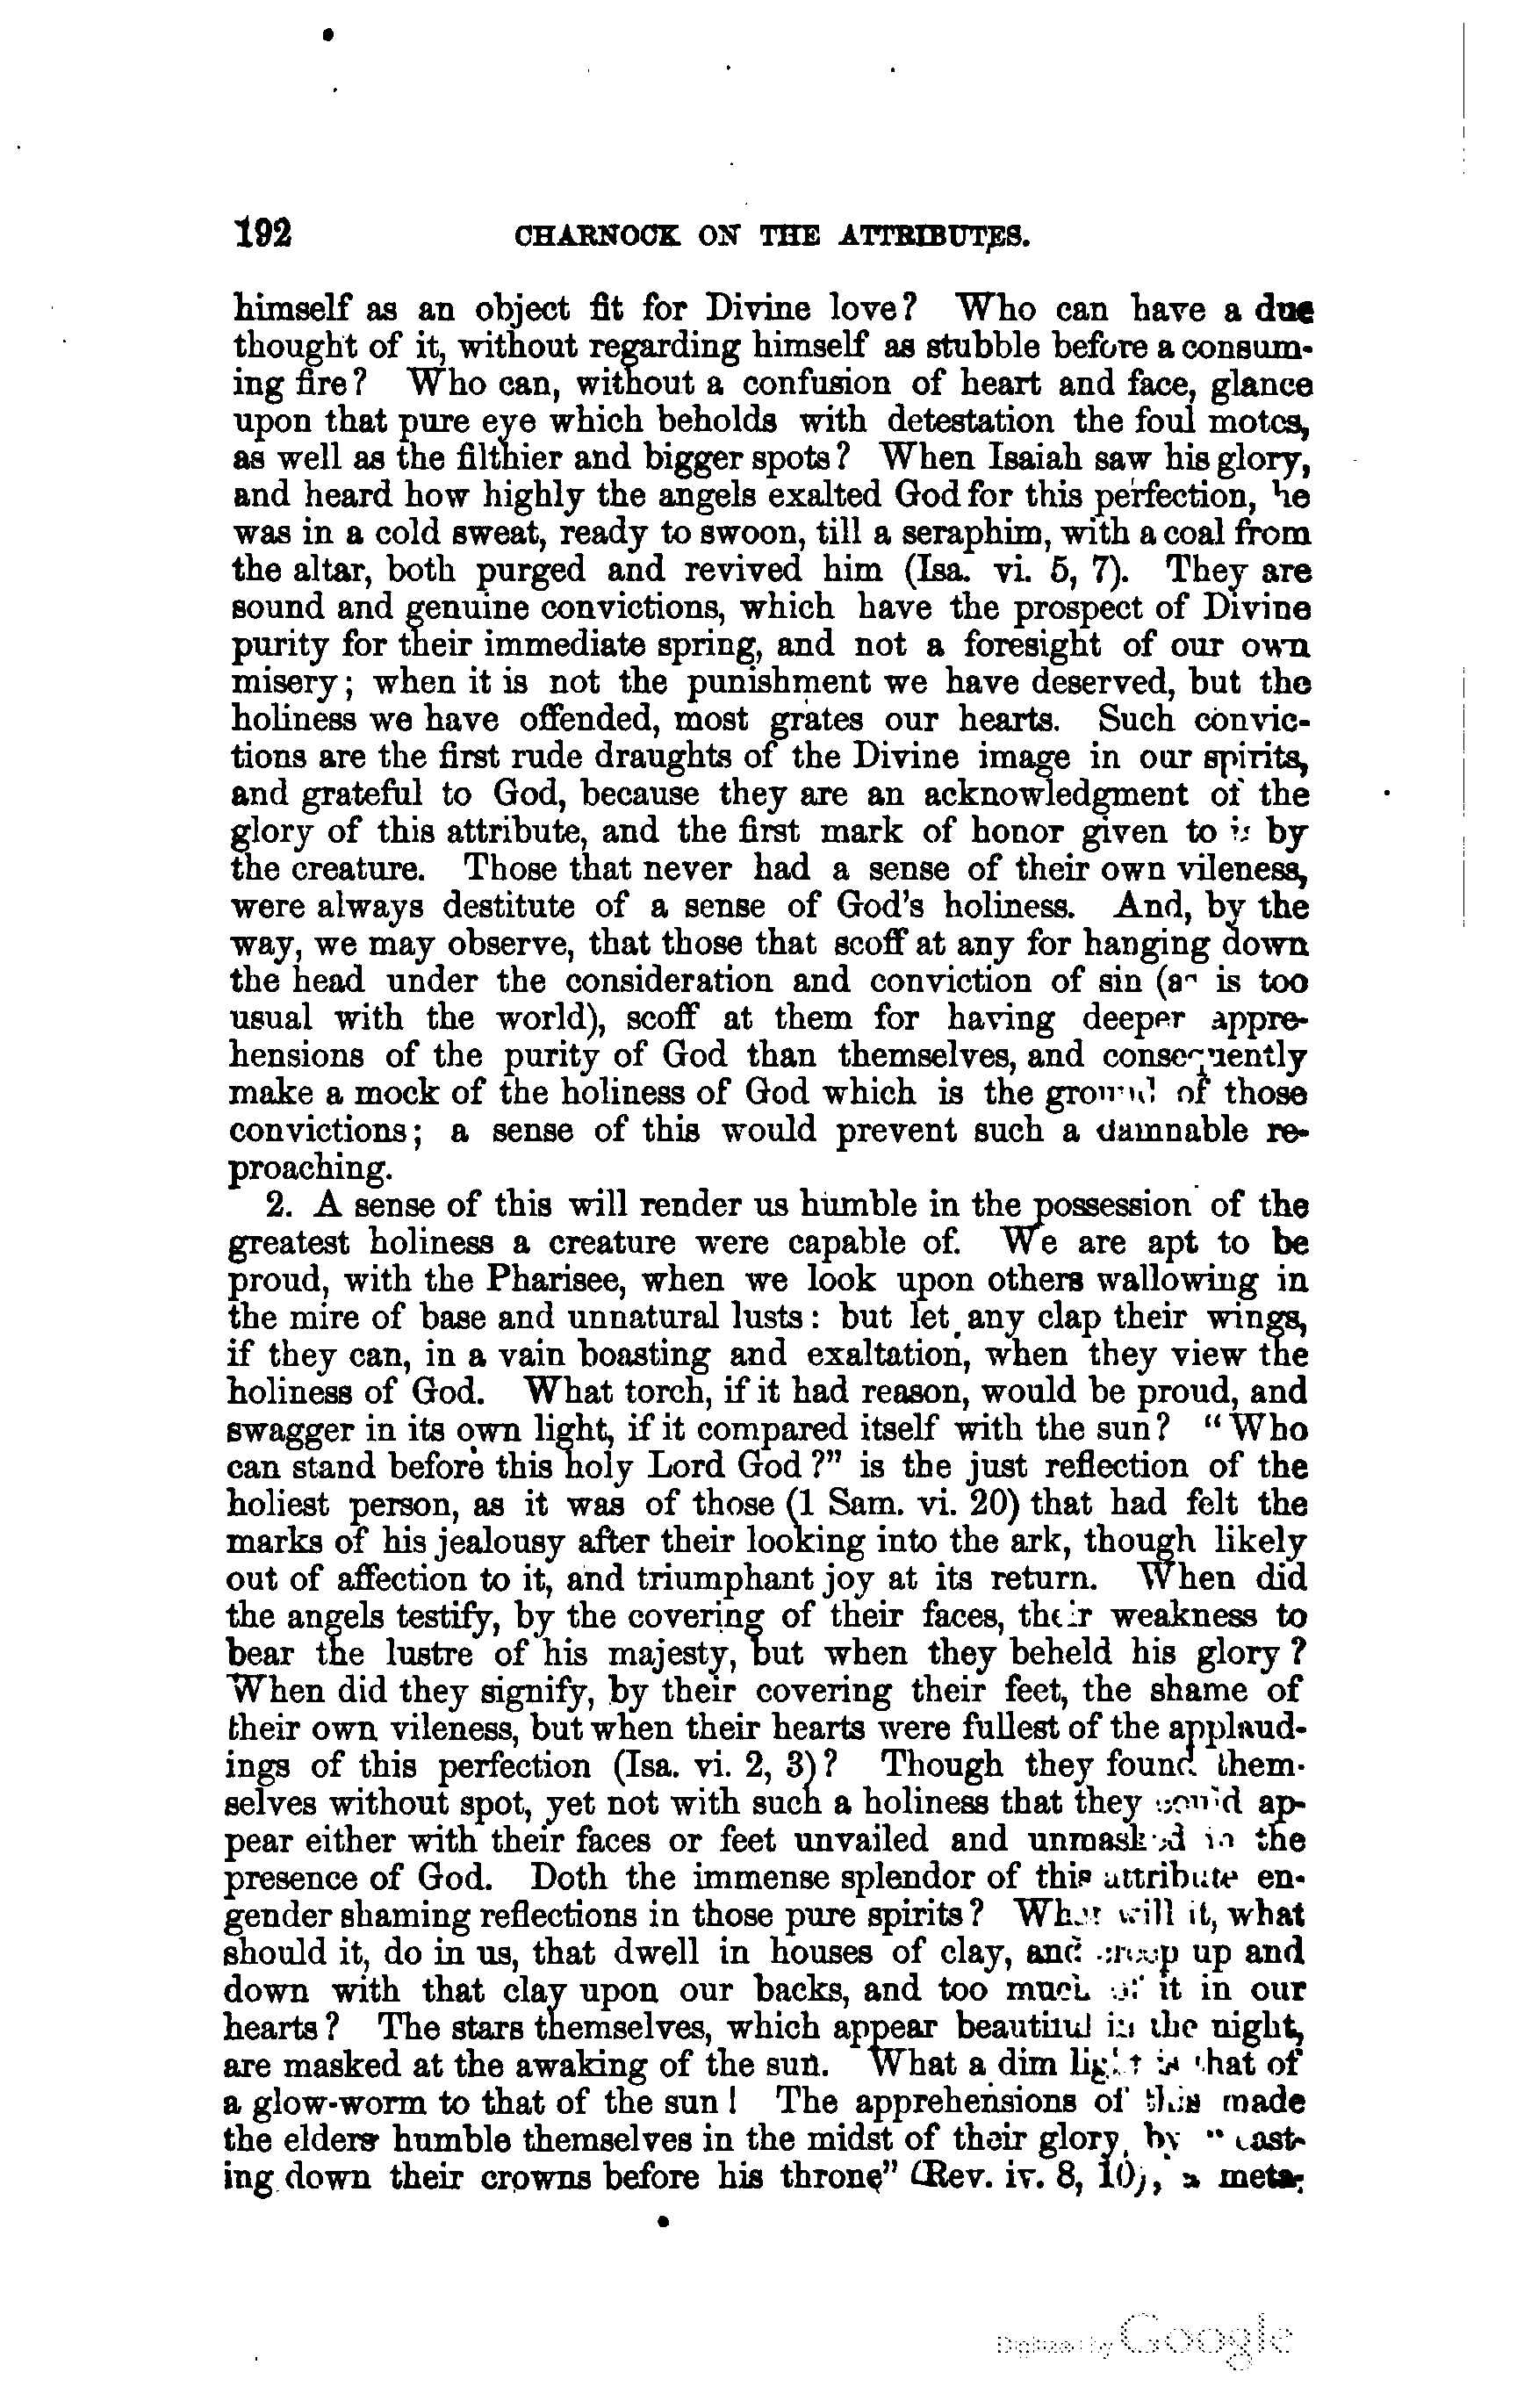 192 CHARNOCK ON THE ATTRIBUTES.
himself as an object fit for Divine love? Who can have a due
thought of it, without regarding himself as stubble before a consum-
ing fire? Who can, without a confusion of heart and face, glance
upon that pure eye which beholds with detestation the foul motes,
as well as the filthier and bigger spots? When Isaiah saw his glory,
and heard how highly the angels exalted God for this perfection, he
was in a cold sweat, ready to swoon, till a seraphim, with a coal from
the altar, both purged and revived him (Isa. vi. 5, 7). They are
sound and genuine convictions, which have the prospect of Divine
purity for their immediate spring, and not a foresight of our own
misery; when it is not the punishment we have deserved, but the
holiness we have offended, most grates our hearts. Such convic-
tions are the first rude draughts of the Divine image in our spirits,
and grateful to God, because they are an acknowledgment of the
glory of this attribute, and the first mark of honor given to by
the creature. Those that never had a sense of their own vileness,
were always destitute of a sense of God's holiness. And, by the
way, we may observe, that those that scoff at any for hanging down
the head under the consideration and conviction of sin (as is too
usual with the world), scoff at them for having deeper appre-
hensions of the purity of God than themselves, and consequently
make a mock of the holiness of God which is the ground of those
convictions; a sense of this would prevent such a damnable re-
proaching.
2. A sense of this will render us humble in the possession of the
greatest holiness a creature were capable of. We are apt to be
proud, with the Pharisee, when we look upon others wallowing in
the mire of base and unnatural lusts: but let any clap their wings,
if they can, in a vain boasting and exaltation, when they view the
holiness of God. What torch, if it had reason, would be proud, and
swagger in its own light, if it compared itself with the sun? "Who
can stand before this holy Lord God?" is the just reflection of the
holiest person, as it was of those (1 Sam. vi. 20) that had felt the
marks of his jealousy after their looking into the ark, though likely
out of affection to it, and triumphant joy at its return. When did
the angels testify, by the covering of their faces, their weakness to
bear the lustre of his majesty, but when they beheld his glory?
When did they signify, by their covering their feet, the shame of
their own vileness, but when their hearts were fullest of the applaud-
ings of this perfection (Isa. vi. 2, 3)? Though they found them-
selves without spot, yet not with such a holiness that they could ap-
pear either with their faces or feet unvailed and unmasked in the
presence of God. Doth the immense splendor of this attribute en-
gender shaming reflections in those pure spirits? What will it, what
should it, do in us, that dwell in houses of clay, and creep up and
down with that clay upon our backs, and too much of it in our
hearts? The stars themselves, which appear beautiful in the night,
are masked at the awaking of the sun. What a dim light is that of
a glow-worm to that of the sun! The apprehensions of this made
the elders humble themselves in the midst of their glory, by "cast-
ing down their crowns before his throne" (Rev. iv. 8, 10), a meta-
Digitized by Google